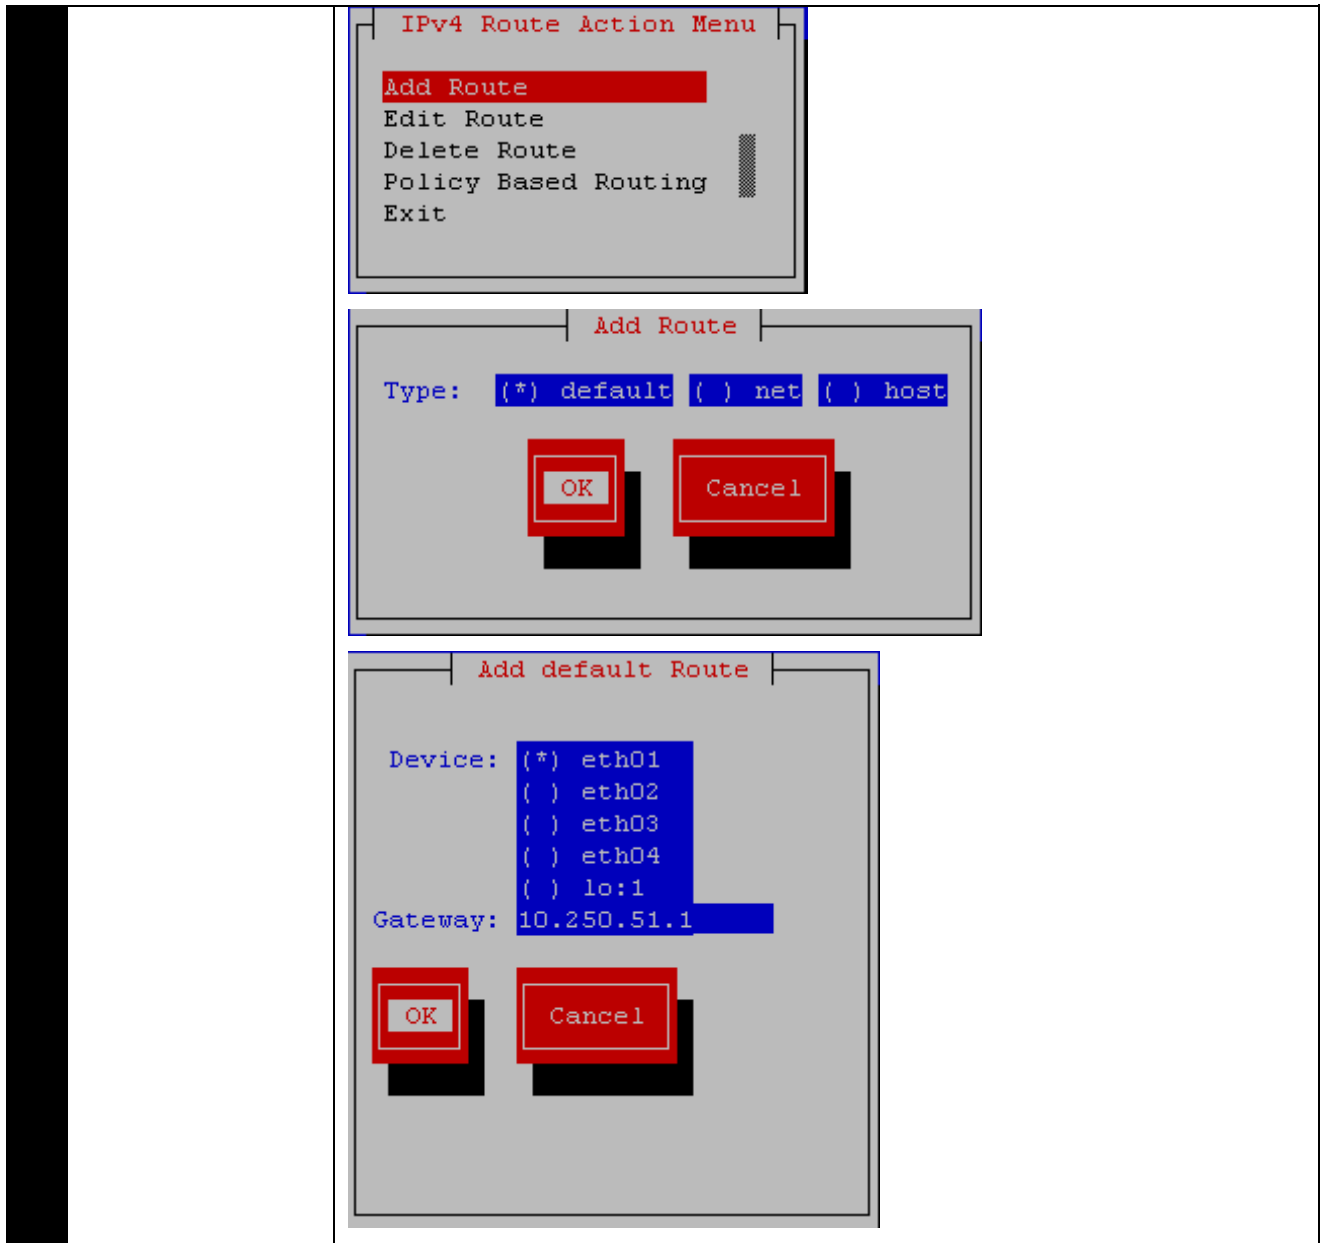 IPv4 Route Action Menu
Add Route
Edit Route
Delete Route
Policy Based Routing
Exit
Add Route
Type: (*) default ( ) net ( ) host
OK Cancel
Add default Route
Device: (*) eth01
( ) eth02
( ) eth03
( ) eth04
( ) lo:1
Gateway: 10.250.51.1
OK Cancel